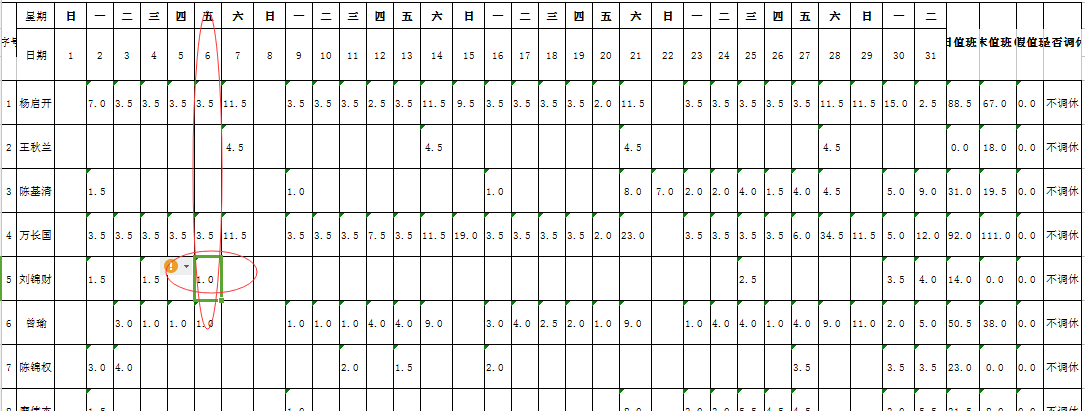 星期 日 一 二 三 四 五 六 日 一 二 三 四 五 六 日 一 二 三 四 五 六 日 一 二 三 四 五 六 日 一 二
序号 日期 1 2 3 4 5 6 7 8 9 10 11 12 13 14 15 16 17 18 19 20 21 22 23 24 25 26 27 28 29 30 31 日值班 末值班 假值班 是否调休
1 杨启开 7.0 3.5 3.5 3.5 3.5 11.5 3.5 3.5 3.5 2.5 3.5 11.5 9.5 3.5 3.5 3.5 3.5 2.0 11.5 3.5 3.5 3.5 3.5 3.5 11.5 11.5 15.0 2.5 88.5 67.0 0.0 不调休
2 王秋兰 4.5 4.5 4.5 4.5 0.0 18.0 0.0 不调休
3 陈基清 1.5 1.0 1.0 8.0 7.0 2.0 2.0 4.0 1.5 4.0 4.5 5.0 9.0 31.0 19.5 0.0 不调休
4 万长国 3.5 3.5 3.5 3.5 3.5 11.5 3.5 3.5 3.5 7.5 3.5 11.5 19.0 3.5 3.5 3.5 3.5 2.0 23.0 3.5 3.5 3.5 3.5 6.0 34.5 11.5 5.0 12.0 92.0 111.0 0.0 不调休
5 刘锦财 1.5 1.5 1.0 2.5 3.5 4.0 14.0 0.0 0.0 不调休
6 曾瑜 3.0 1.0 1.0 1.0 1.0 1.0 1.0 4.0 4.0 9.0 3.0 4.0 2.5 2.0 1.0 9.0 1.0 4.0 4.0 1.0 4.0 9.0 11.0 2.0 5.0 50.5 38.0 0.0 不调休
7 陈锦权 3.0 4.0 2.0 1.5 2.0 3.5 3.5 3.5 23.0 0.0 0.0 不调休